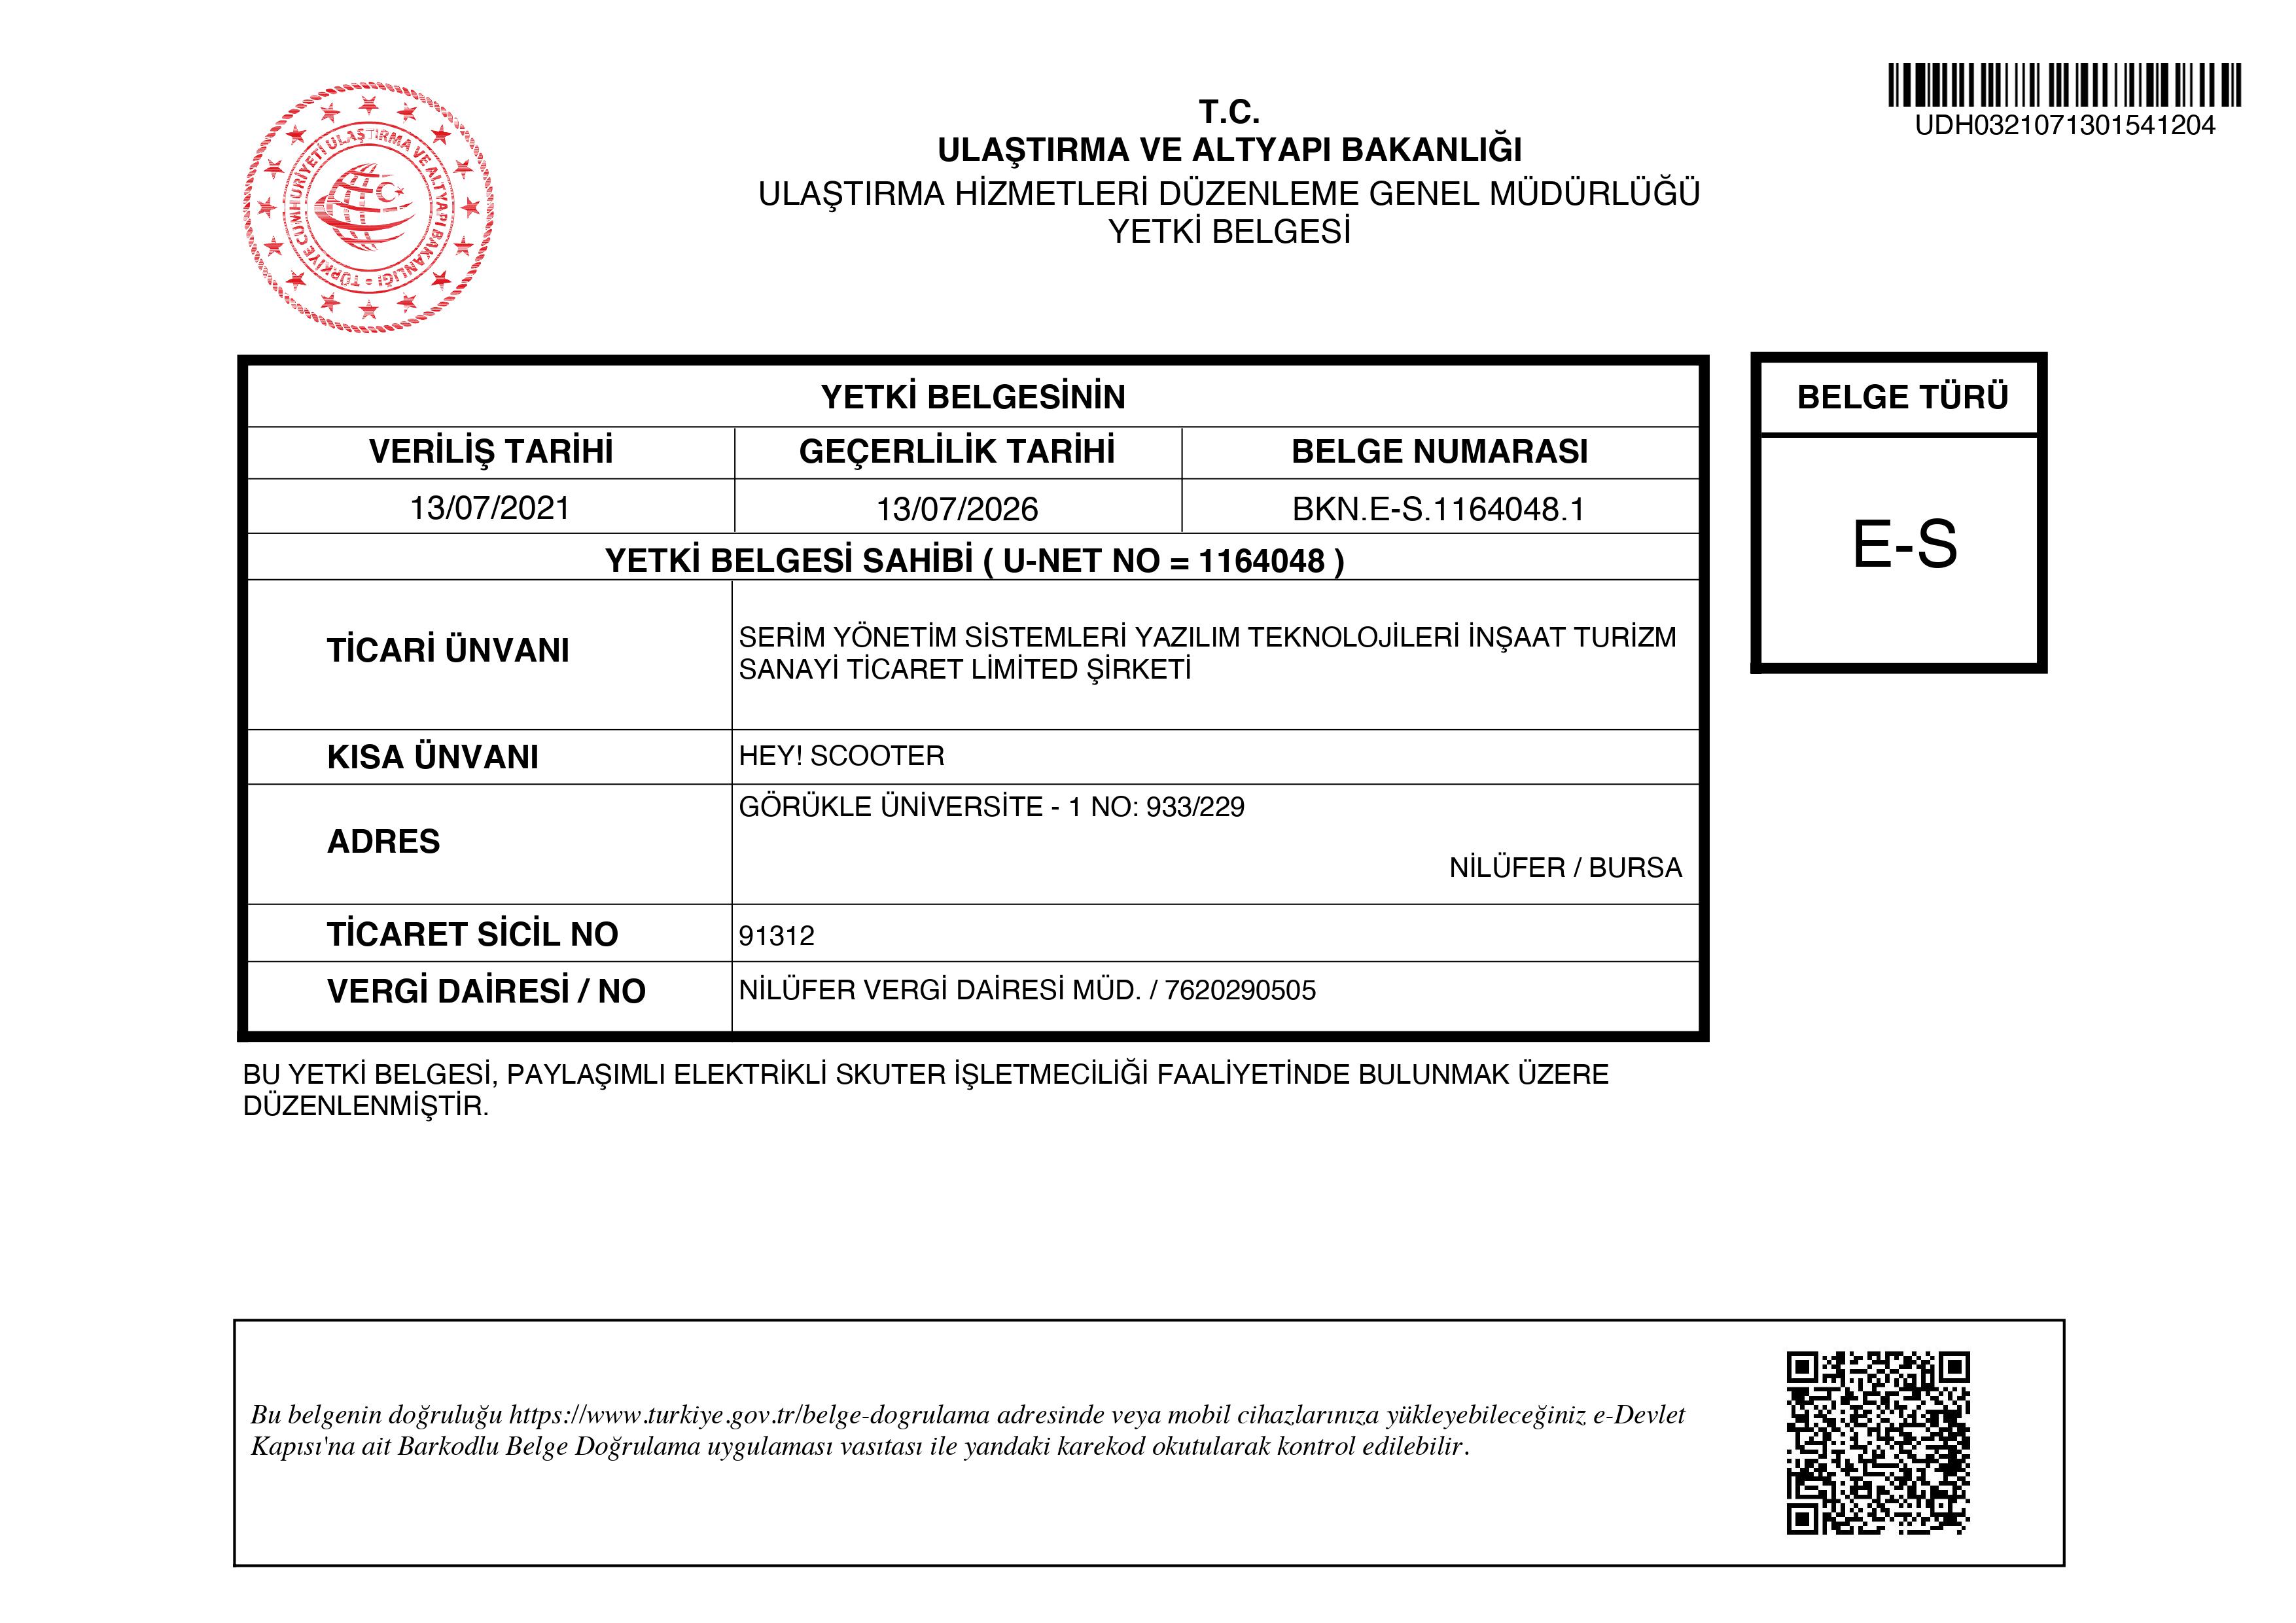 TÜRKİYE CUMHURİYETİ ULAŞTIRMA VE ALTYAPI BAKANLIĞI
UDH0321071301541204
T.C.
ULAŞTIRMA VE ALTYAPI BAKANLIĞI
ULAŞTIRMA HİZMETLERİ DÜZENLEME GENEL MÜDÜRLÜĞÜ
YETKİ BELGESİ
YETKİ BELGESİNİN
VERİLİŞ TARİHİ GEÇERLİLİK TARİHİ BELGE NUMARASI
13/07/2021 13/07/2026 BKN.E-S.1164048.1
YETKİ BELGESİ SAHİBİ ( U-NET NO = 1164048 )
TİCARİ ÜNVANI
SERİM YÖNETİM SİSTEMLERİ YAZILIM TEKNOLOJİLERİ İNŞAAT TURİZM
SANAYİ TİCARET LİMİTED ŞİRKETİ
KISA ÜNVANI HEY! SCOOTER
ADRES
GÖRÜKLE ÜNİVERSİTE - 1 NO: 933/229
NİLÜFER / BURSA
TİCARET SİCİL NO 91312
VERGİ DAİRESİ / NO NİLÜFER VERGİ DAİRESİ MÜD. / 7620290505
BELGE TÜRÜ
E-S
BU YETKİ BELGESİ, PAYLAŞIMLI ELEKTRİKLİ SKUTER İŞLETMECİLİĞİ FAALİYETİNDE BULUNMAK ÜZERE
DÜZENLENMİŞTİR.
Bu belgenin doğruluğu https://www.turkiye.gov.tr/belge-dogrulama adresinde veya mobil cihazlarınıza yükleyebileceğiniz e-Devlet
Kapısı'na ait Barkodlu Belge Doğrulama uygulaması vasıtası ile yandaki karekod okutularak kontrol edilebilir.